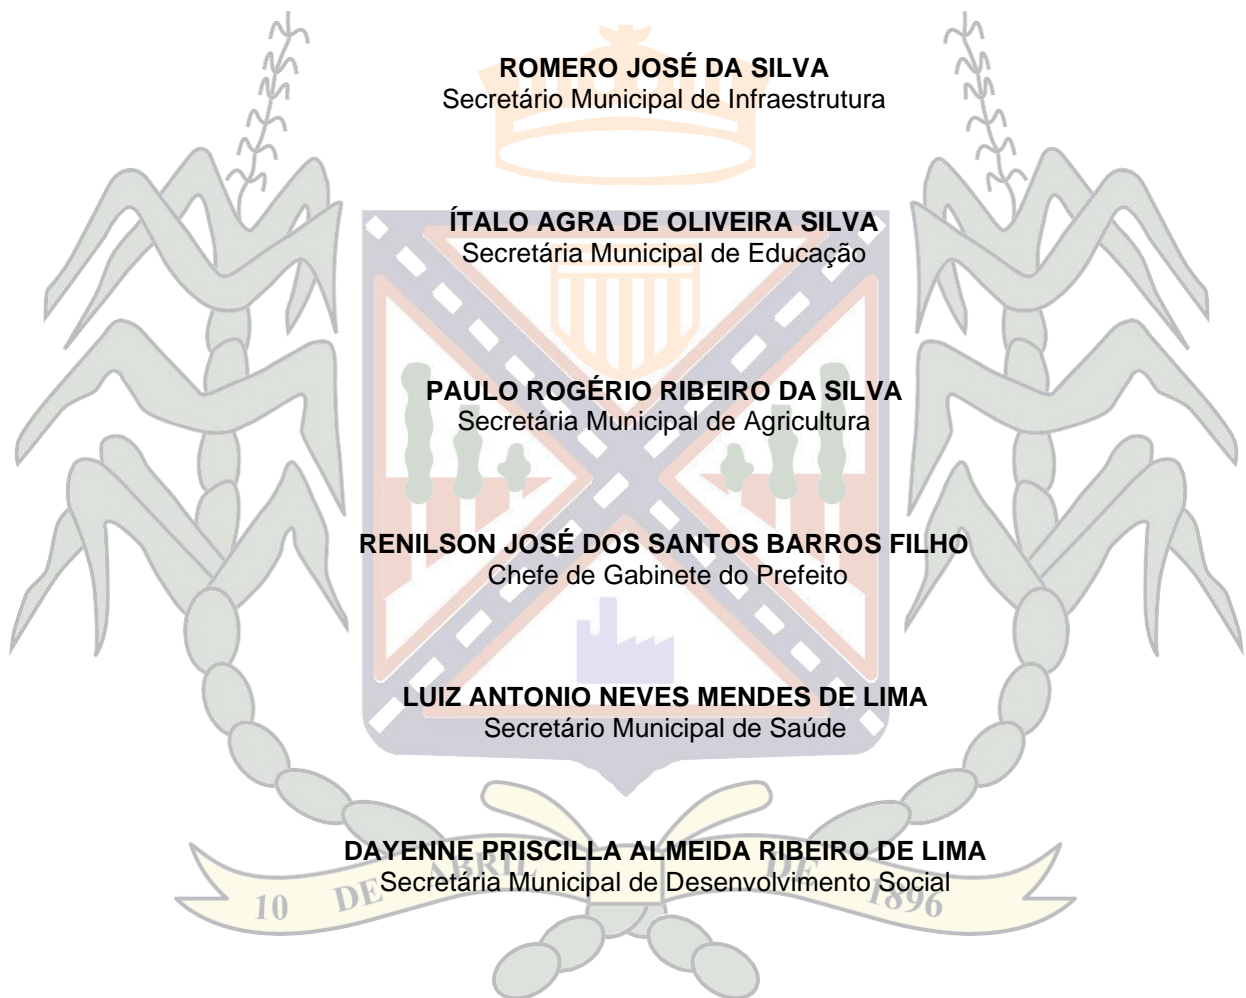 ROMERO JOSÉ DA SILVA
Secretário Municipal de Infraestrutura
ÍTALO AGRA DE OLIVEIRA SILVA
Secretária Municipal de Educação
PAULO ROGÉRIO RIBEIRO DA SILVA
Secretária Municipal de Agricultura
RENILSON JOSÉ DOS SANTOS BARROS FILHO
Chefe de Gabinete do Prefeito
LUIZ ANTONIO NEVES MENDES DE LIMA
Secretário Municipal de Saúde
DAYENNE PRISCILLA ALMEIDA RIBEIRO DE LIMA
Secretária Municipal de Desenvolvimento Social
10 DE ABRIL DE 1896